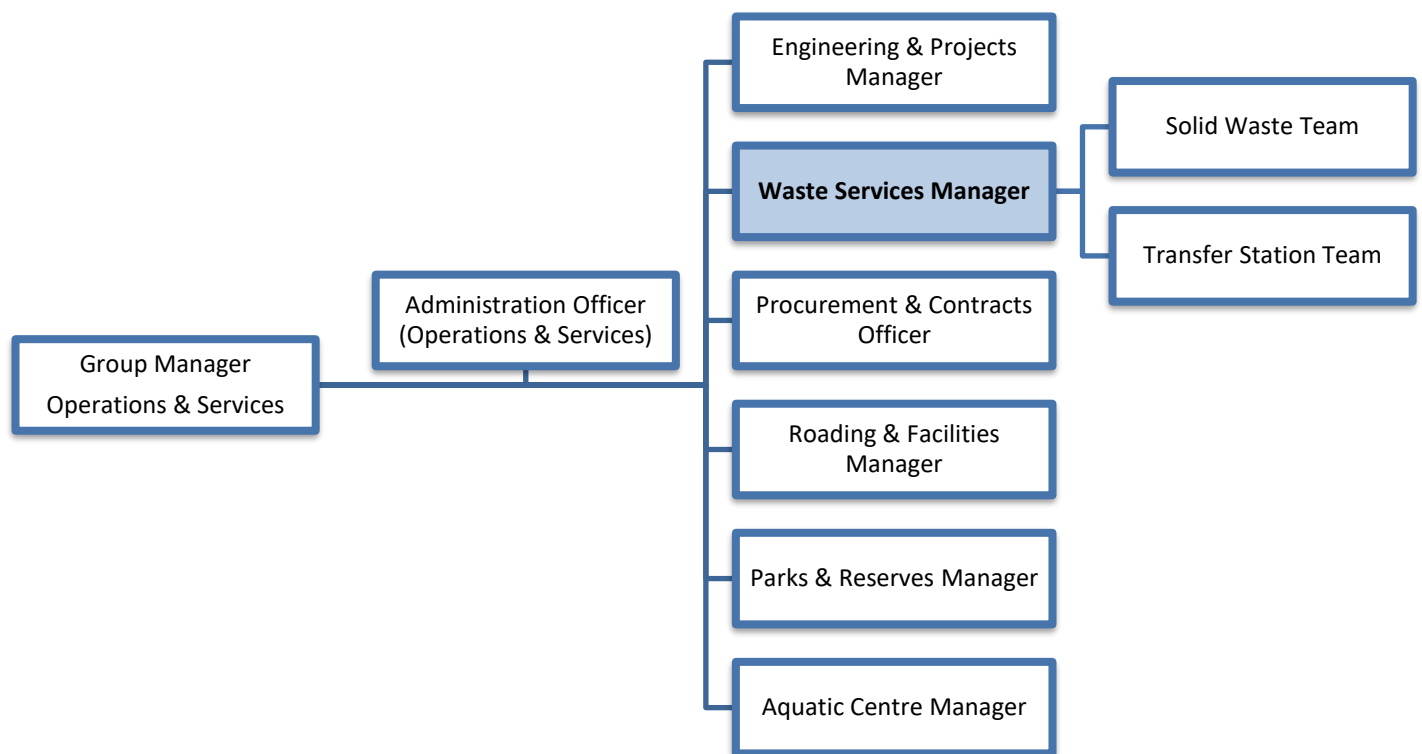 Group Manager
Operations & Services
Administration Officer
(Operations & Services)
Engineering & Projects
Manager
Waste Services Manager
Solid Waste Team
Transfer Station Team
Procurement & Contracts
Officer
Roading & Facilities
Manager
Parks & Reserves Manager
Aquatic Centre Manager